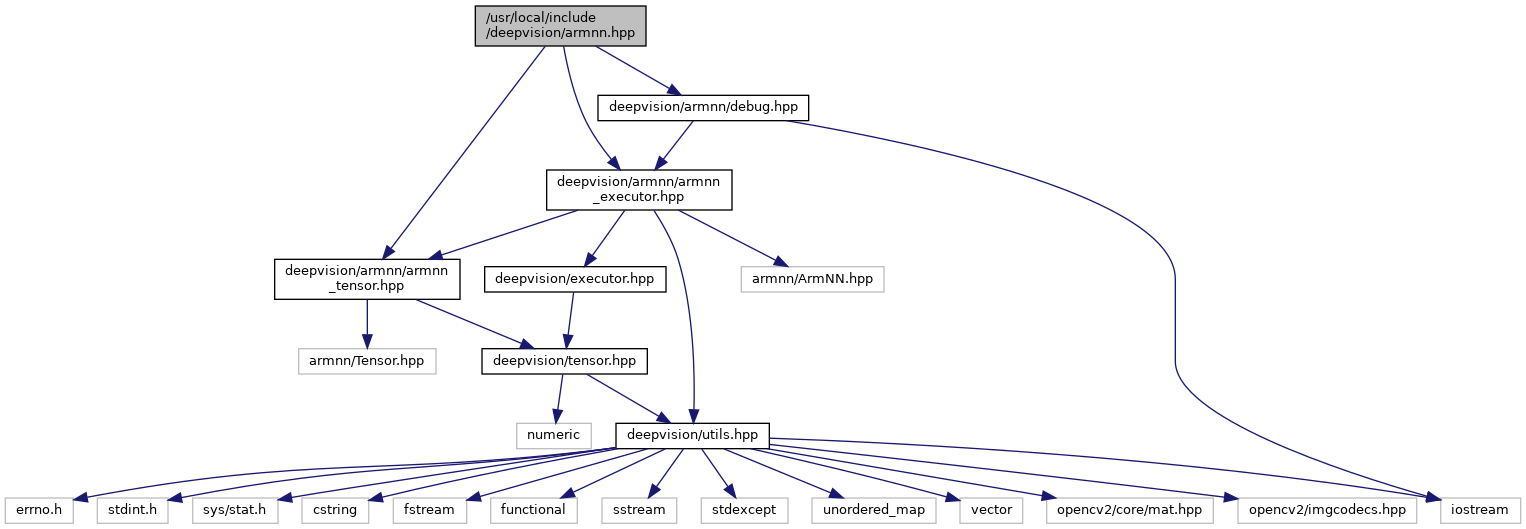 /usr/local/include
/deepvision/armnn.hpp
deepvision/armnn/debug.hpp
deepvision/armnn/armnn
_executor.hpp
deepvision/armnn/armnn
_tensor.hpp
deepvision/executor.hpp
armnn/ArmNN.hpp
armnn/Tensor.hpp
deepvision/tensor.hpp
numeric
deepvision/utils.hpp
errno.h
stdint.h
sys/stat.h
cstring
fstream
functional
sstream
stdexcept
unordered_map
vector
opencv2/core/mat.hpp
opencv2/imgcodecs.hpp
iostream